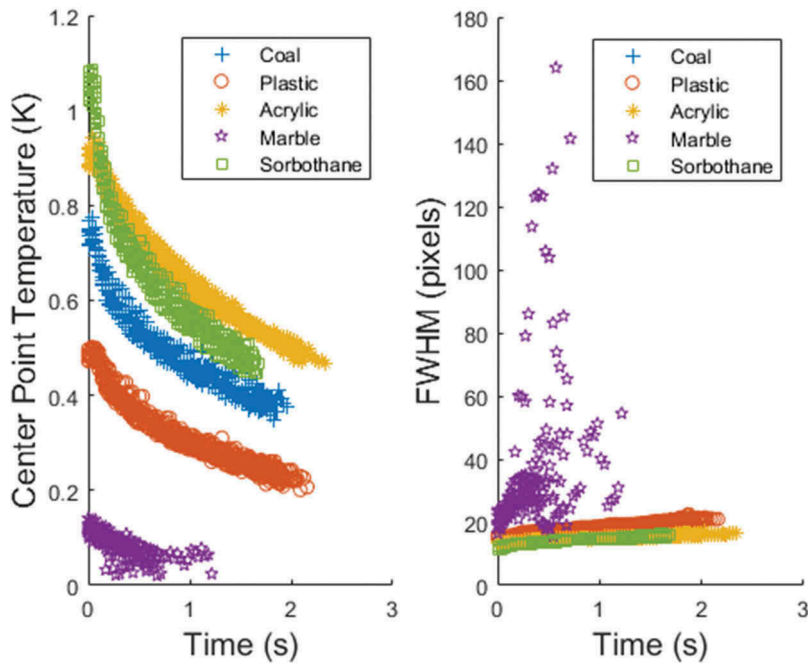 1.2
1
0.8
0.6
0.4
0.2
0
Center Point Temperature (K)
Coal
Plastic
Acrylic
Marble
Sorbothane
0 1 2 3
Time (s)
180
160
140
120
100
80
60
40
20
0
FWHM (pixels)
Coal
Plastic
Acrylic
Marble
Sorbothane
0 1 2 3
Time (s)